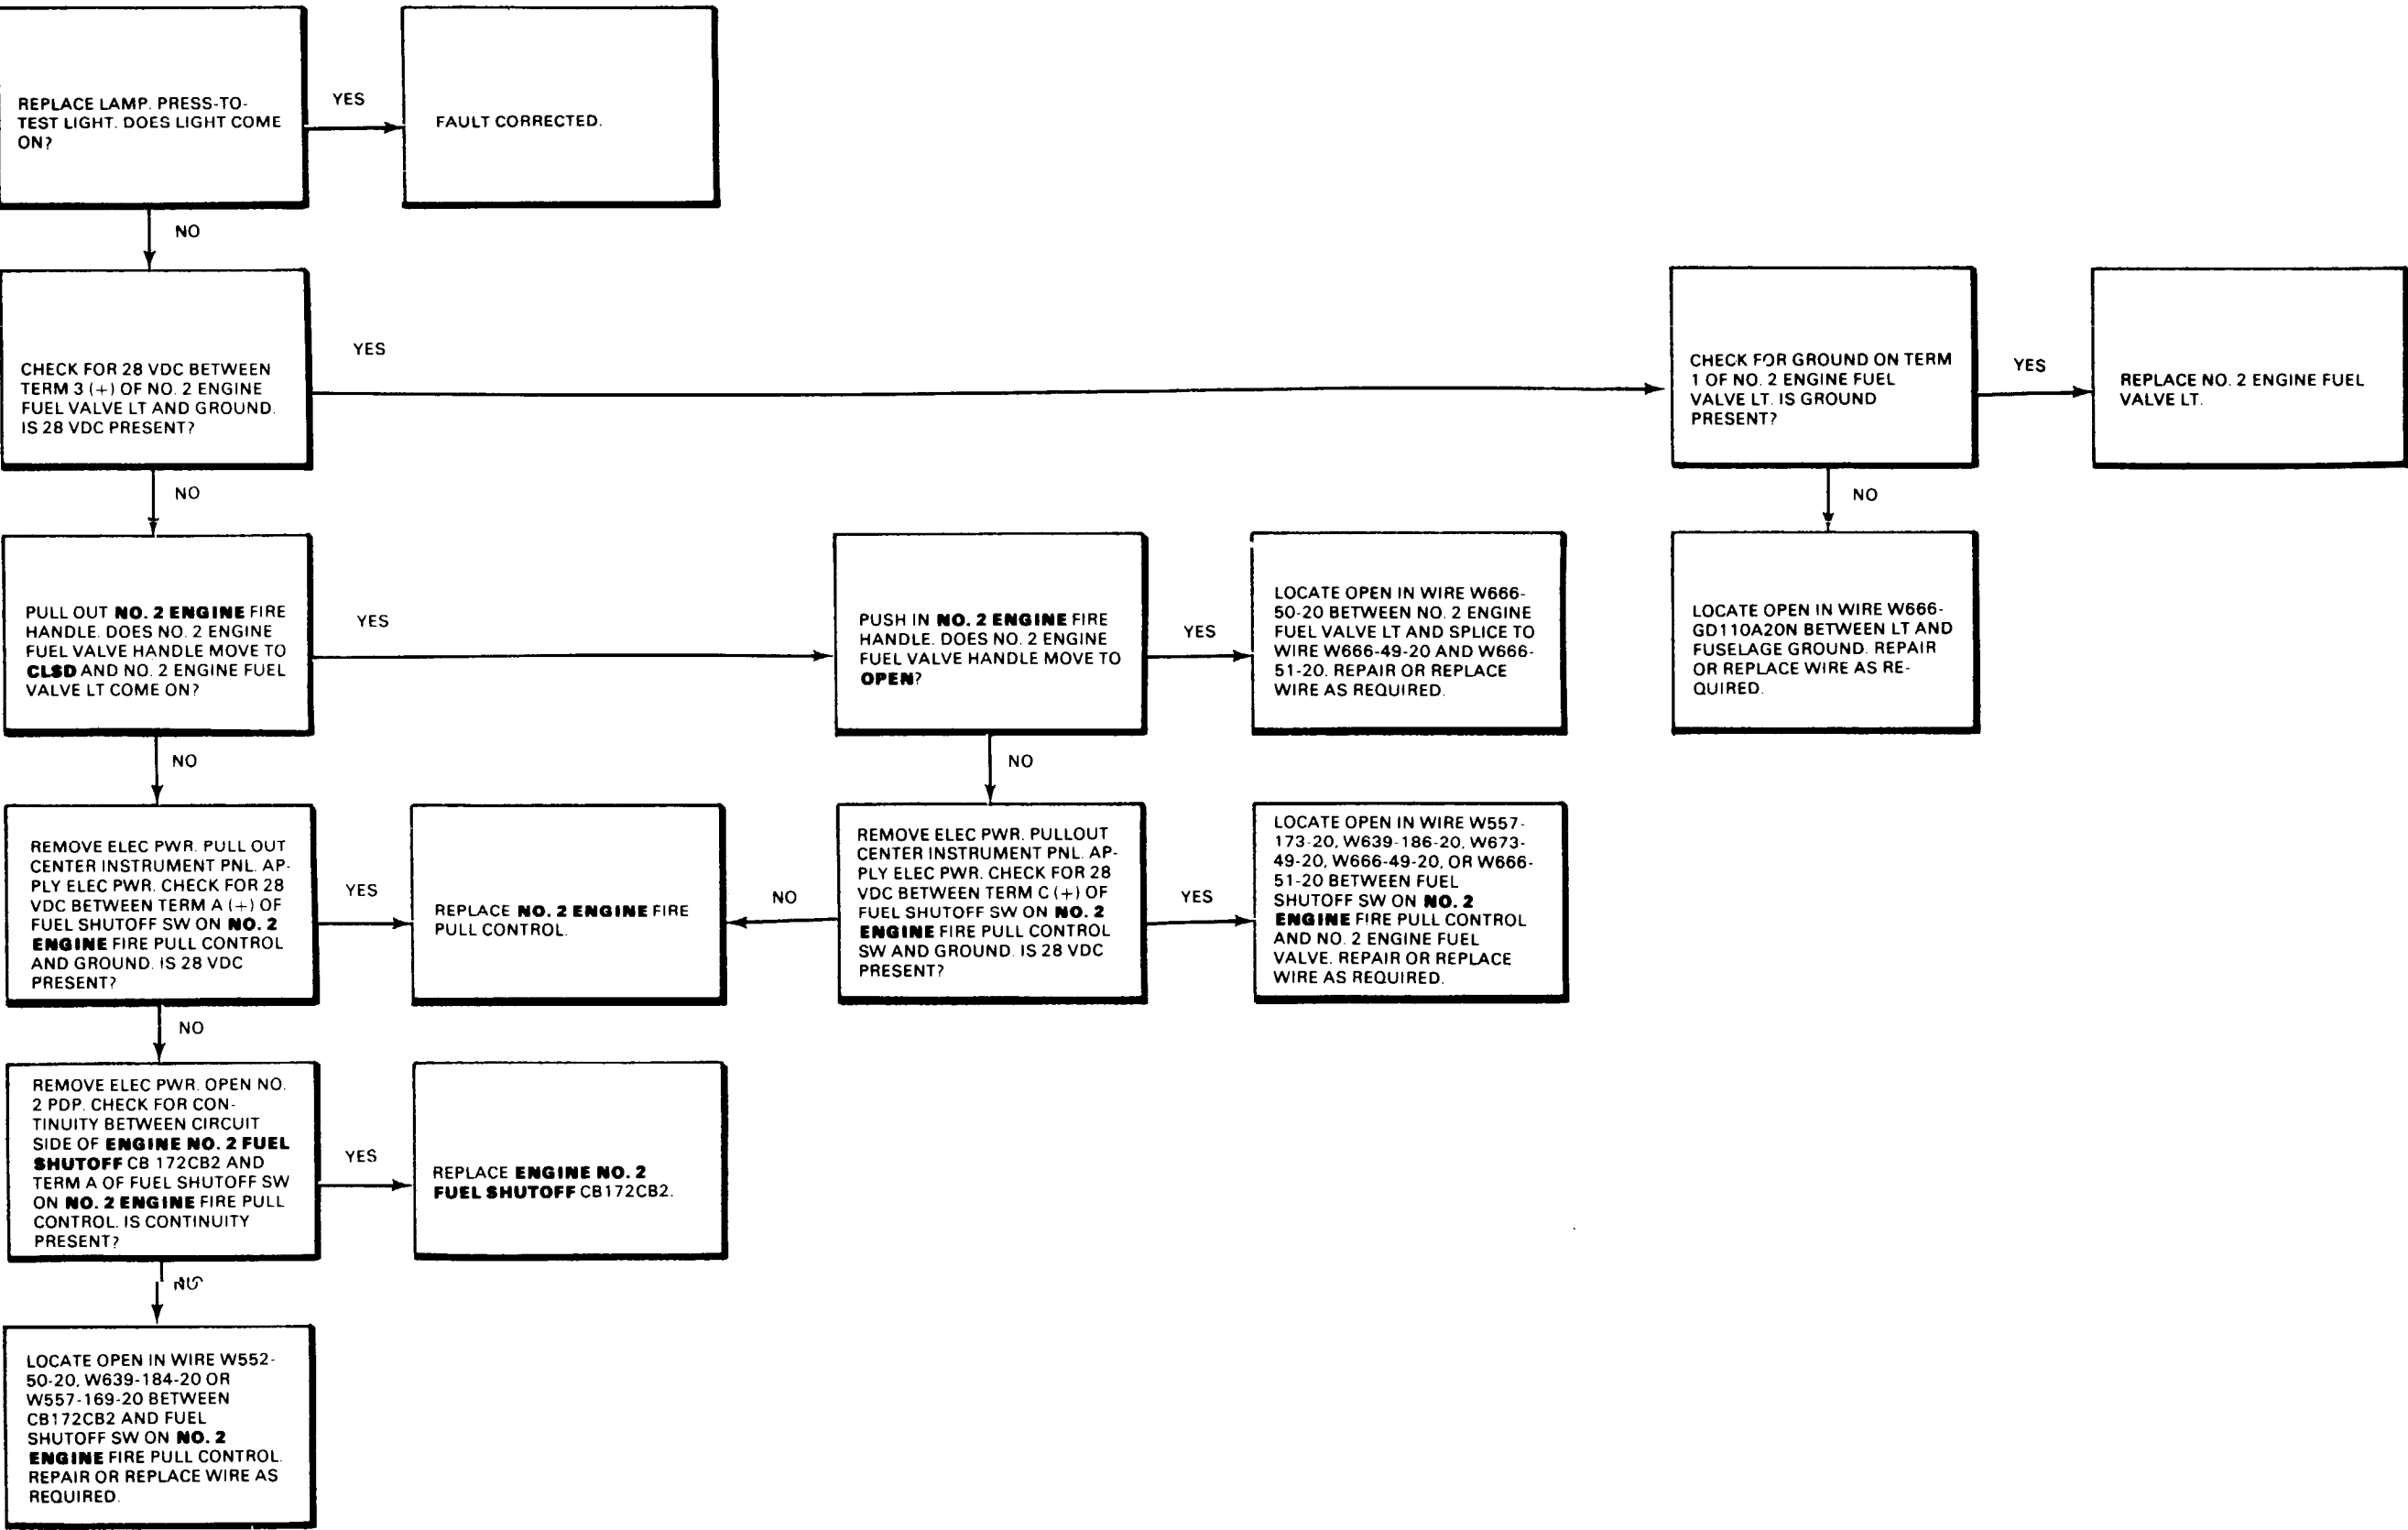 REPLACE LAMP. PRESS-TO-
TEST LIGHT. DOES LIGHT COME
ON?
YES
FAULT CORRECTED.
NO
CHECK FOR 28 VDC BETWEEN
TERM 3 (+) OF NO. 2 ENGINE
FUEL VALVE LT AND GROUND.
IS 28 VDC PRESENT?
YES
CHECK FOR GROUND ON TERM
1 OF NO. 2 ENGINE FUEL
VALVE LT. IS GROUND
PRESENT?
YES
REPLACE NO. 2 ENGINE FUEL
VALVE LT.
NO
NO
PULL OUT NO. 2 ENGINE FIRE
HANDLE. DOES NO. 2 ENGINE
FUEL VALVE HANDLE MOVE TO
CLSD AND NO. 2 ENGINE FUEL
VALVE LT COME ON?
YES
PUSH IN NO. 2 ENGINE FIRE
HANDLE. DOES NO. 2 ENGINE
FUEL VALVE HANDLE MOVE TO
OPEN?
YES
LOCATE OPEN IN WIRE W666-
50-20 BETWEEN NO. 2 ENGINE
FUEL VALVE LT AND SPLICE TO
WIRE W666-49-20 AND W666-
51-20. REPAIR OR REPLACE
WIRE AS REQUIRED.
LOCATE OPEN IN WIRE W666-
GD110A20N BETWEEN LT AND
FUSELAGE GROUND. REPAIR
OR REPLACE WIRE AS RE-
QUIRED.
NO
NO
REMOVE ELEC PWR. PULL OUT
CENTER INSTRUMENT PNL. AP-
PLY ELEC PWR. CHECK FOR 28
VDC BETWEEN TERM A (+) OF
FUEL SHUTOFF SW ON NO. 2
ENGINE FIRE PULL CONTROL
AND GROUND. IS 28 VDC
PRESENT?
YES
REPLACE NO. 2 ENGINE FIRE
PULL CONTROL.
NO
REMOVE ELEC PWR. PULLOUT
CENTER INSTRUMENT PNL. AP-
PLY ELEC PWR. CHECK FOR 28
VDC BETWEEN TERM C (+) OF
FUEL SHUTOFF SW ON NO. 2
ENGINE FIRE PULL CONTROL
SW AND GROUND. IS 28 VDC
PRESENT?
YES
LOCATE OPEN IN WIRE W557-
173-20, W639-186-20, W673-
49-20, W666-49-20, OR W666-
51-20 BETWEEN FUEL
SHUTOFF SW ON NO. 2
ENGINE FIRE PULL CONTROL
AND NO. 2 ENGINE FUEL
VALVE. REPAIR OR REPLACE
WIRE AS REQUIRED.
NO
REMOVE ELEC PWR. OPEN NO.
2 PDP. CHECK FOR CON-
TINUITY BETWEEN CIRCUIT
SIDE OF ENGINE NO. 2 FUEL
SHUTOFF CB 172CB2 AND
TERM A OF FUEL SHUTOFF SW
ON NO. 2 ENGINE FIRE PULL
CONTROL. IS CONTINUITY
PRESENT?
YES
REPLACE ENGINE NO. 2
FUEL SHUTOFF CB172CB2.
NO
LOCATE OPEN IN WIRE W552-
50-20, W639-184-20 OR
W557-169-20 BETWEEN
CB172CB2 AND FUEL
SHUTOFF SW ON NO. 2
ENGINE FIRE PULL CONTROL.
REPAIR OR REPLACE WIRE AS
REQUIRED.